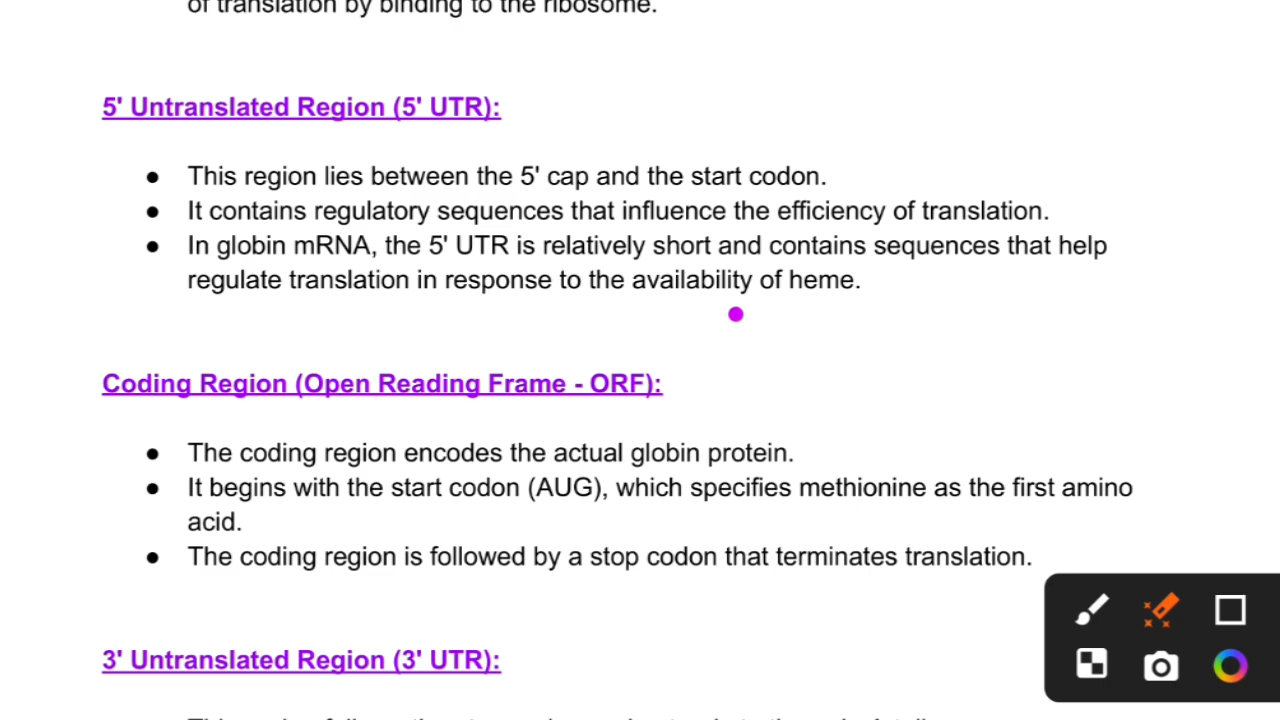 of translation by binding to the ribosome.
5' Untranslated Region (5' UTR):
● This region lies between the 5' cap and the start codon.
● It contains regulatory sequences that influence the efficiency of translation.
● In globin mRNA, the 5' UTR is relatively short and contains sequences that help
regulate translation in response to the availability of heme.
Coding Region (Open Reading Frame - ORF):
● The coding region encodes the actual globin protein.
● It begins with the start codon (AUG), which specifies methionine as the first amino
acid.
● The coding region is followed by a stop codon that terminates translation.
3' Untranslated Region (3' UTR):